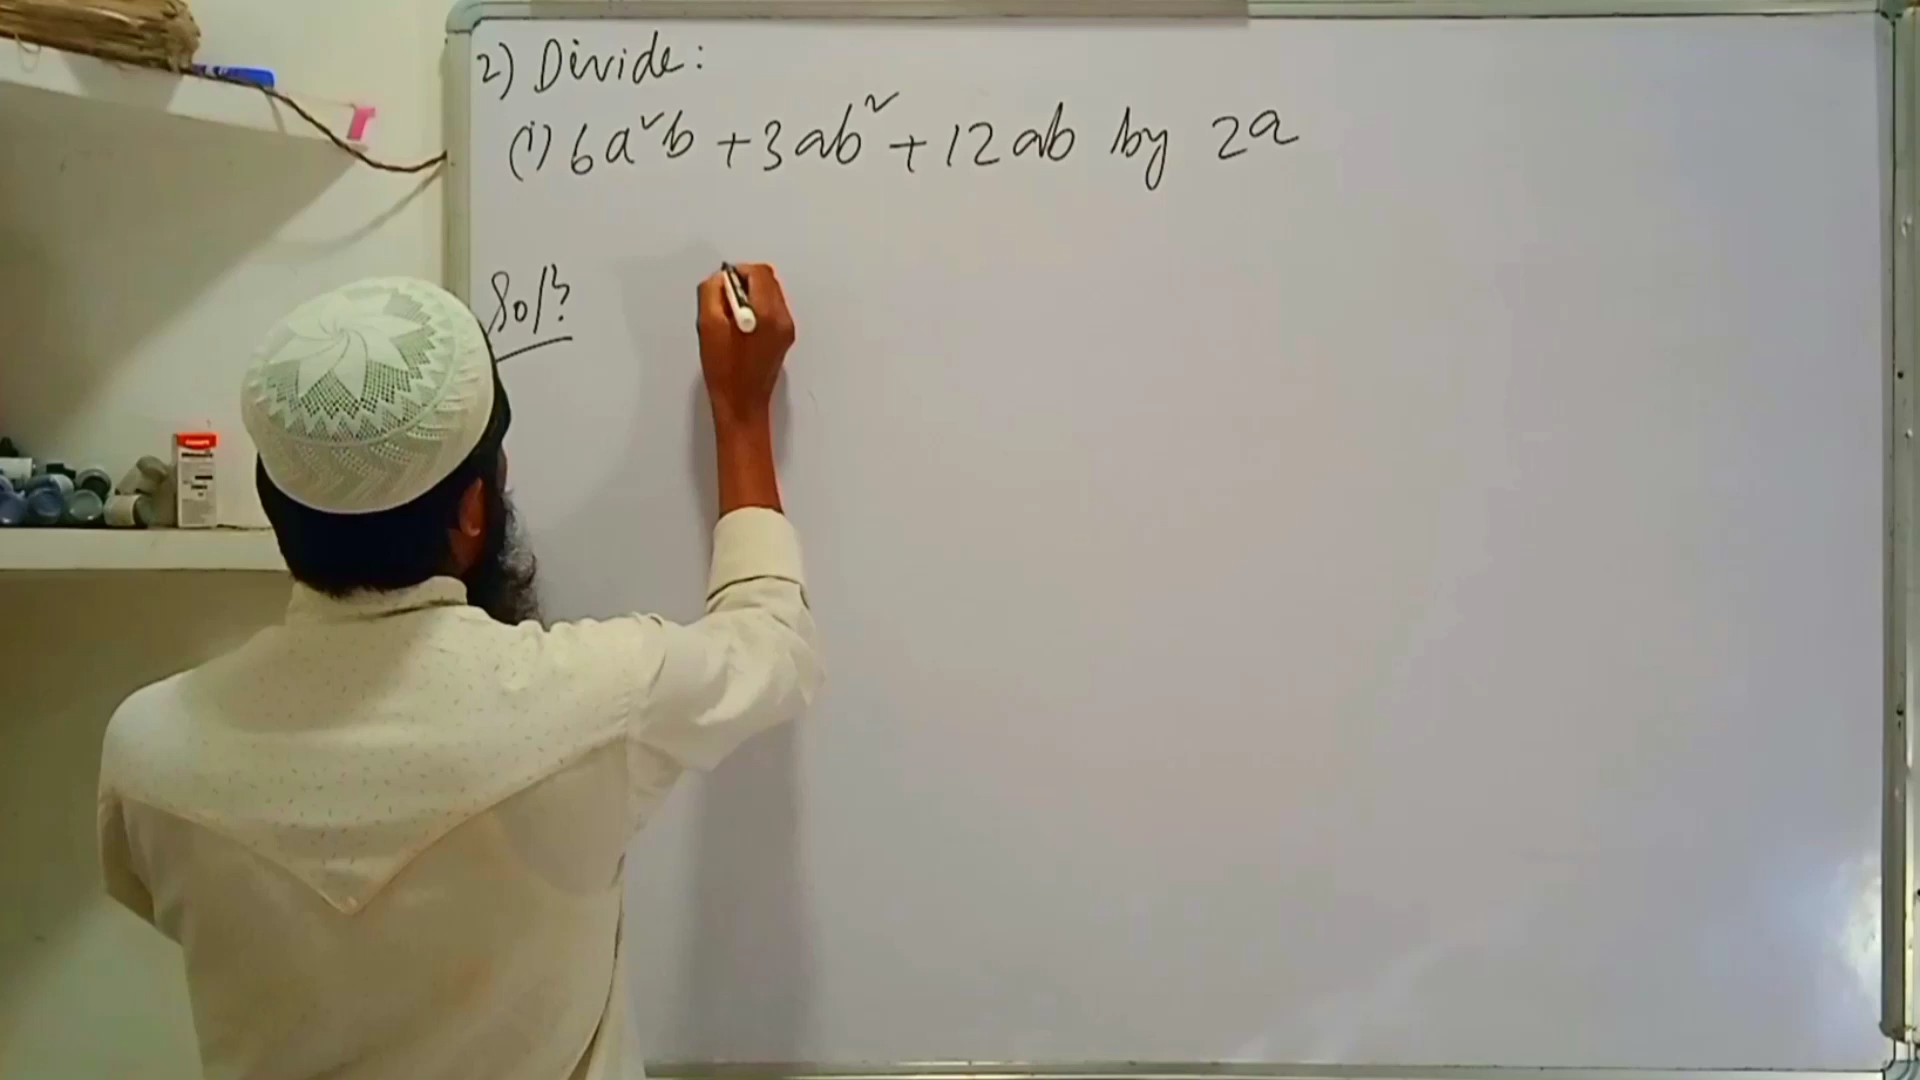 2) Divide:
(i) 6a²b + 3ab² + 12ab by 2a
Sol: